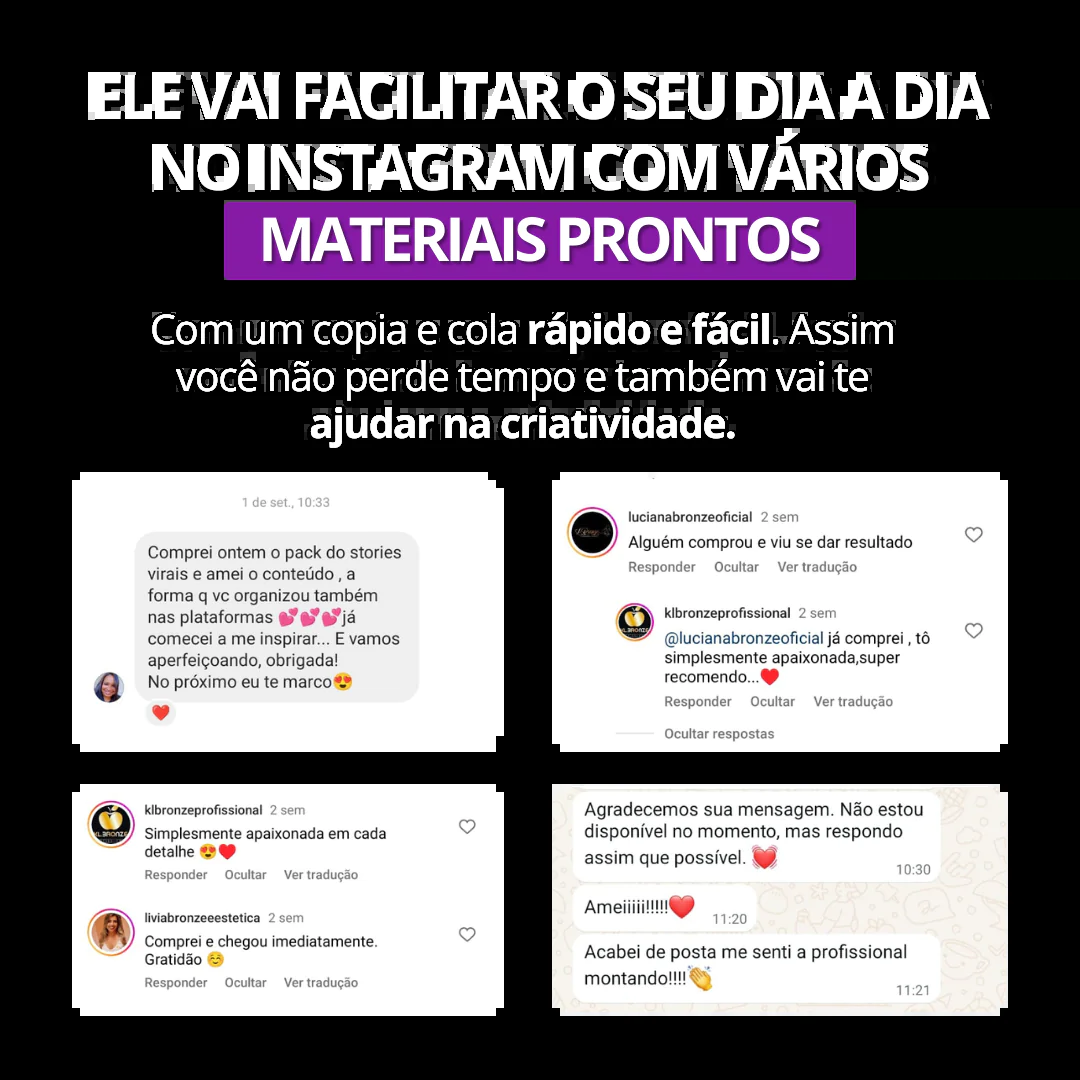 ELE VAI FACILITAR O SEU DIA A DIA
NO INSTAGRAM COM VÁRIOS
MATERIAIS PRONTOS
Com um copia e cola rápido e fácil. Assim
você não perde tempo e também vai te
ajudar na criatividade.
1 de set., 10:33
Comprei ontem o pack do stories
virais e amei o conteúdo , a
forma q vc organizou também
nas plataformas 💕💕💕já
comecei a me inspirar... E vamos
aperfeiçoando, obrigada!
No próximo eu te marco😍
❤️
lucianabronzeoficial 2 sem
Alguém comprou e viu se dar resultado
Responder Ocultar Ver tradução
klbronzeprofissional 2 sem
@lucianabronzeoficial já comprei , tô
simplesmente apaixonada,super
recomendo...❤️
Responder Ocultar Ver tradução
Ocultar respostas
klbronzeprofissional 2 sem
Simplesmente apaixonada em cada
detalhe 😍❤️
Responder Ocultar Ver tradução
liviabronzeeestetica 2 sem
Comprei e chegou imediatamente.
Gratidão ☺️
Responder Ocultar Ver tradução
Agradecemos sua mensagem. Não estou
disponível no momento, mas respondo
assim que possível. 💓
10:30
Ameiiiii!!!!!❤️ 11:20
Acabei de posta me senti a profissional
montando!!!!👏
11:21